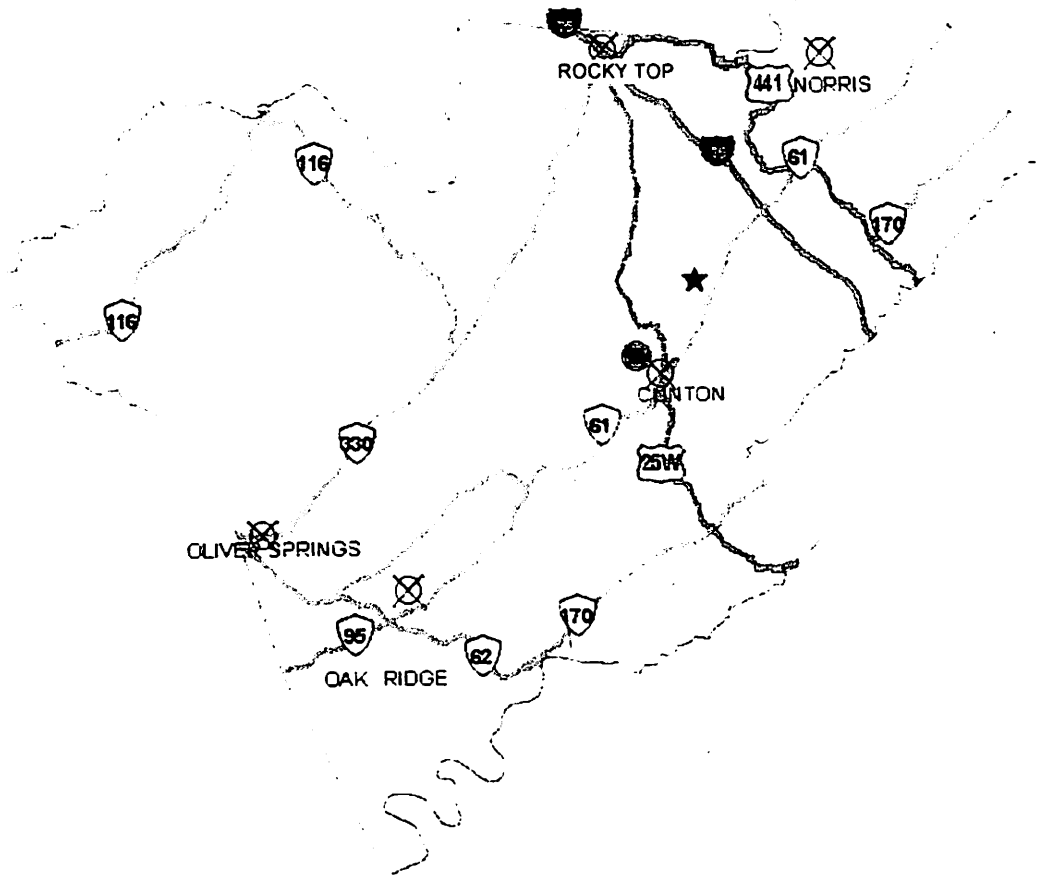 ROCKY TOP
441
NORRIS
116
61
170
116
CLINTON
61
330
25W
OLIVER SPRINGS
170
95
62
OAK RIDGE